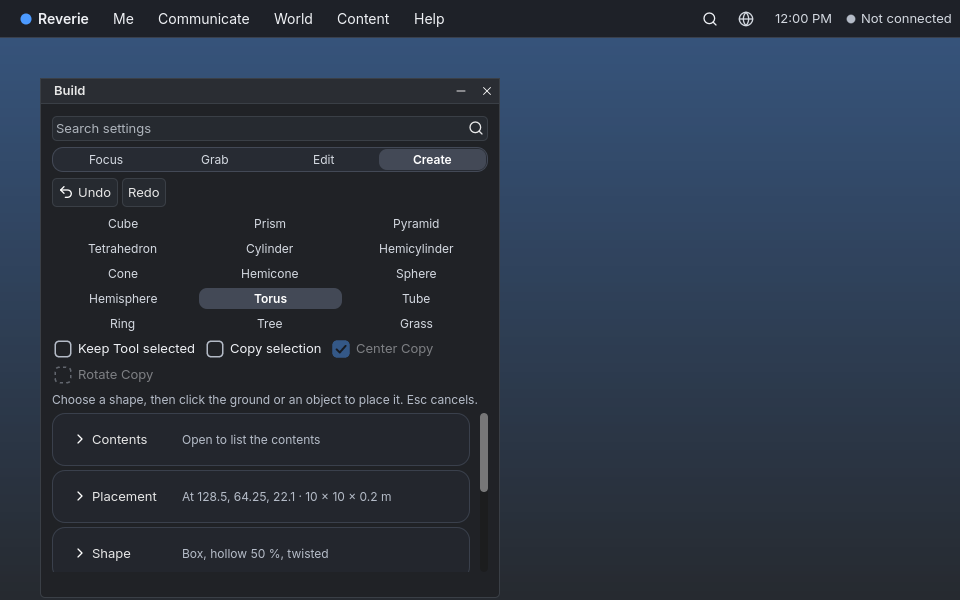 Reverie Me Communicate World Content Help 12:00 PM Not connected
Build
Search settings
Focus Grab Edit Create
Undo Redo
Cube Prism Pyramid
Tetrahedron Cylinder Hemicylinder
Cone Hemicone Sphere
Hemisphere Torus Tube
Ring Tree Grass
Keep Tool selected Copy selection Center Copy
Rotate Copy
Choose a shape, then click the ground or an object to place it. Esc cancels.
Contents Open to list the contents
Placement At 128.5, 64.25, 22.1 · 10 × 10 × 0.2 m
Shape Box, hollow 50 %, twisted